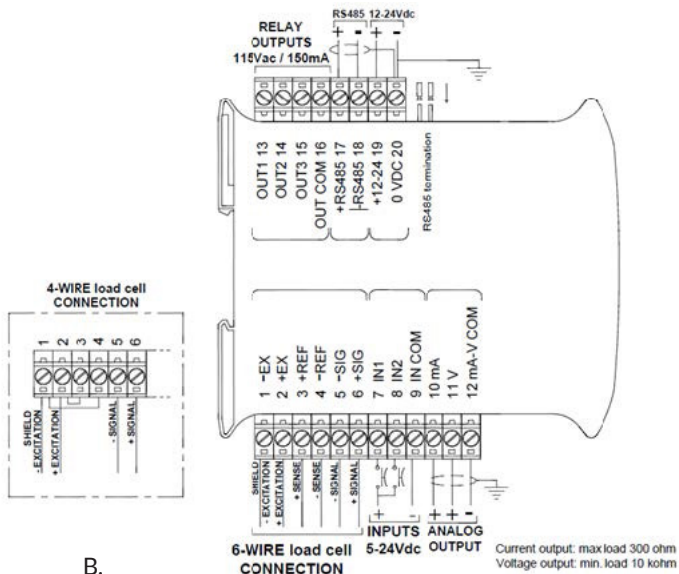 RELAY
OUTPUTS
115Vac / 150mA
RS485 12-24Vdc
+ - + -
OUT1 13
OUT2 14
OUT3 15
OUT COM 16
+RS485 17
-RS485 18
+12-24 19
0 VDC 20
RS485 termination
4-WIRE load cell
CONNECTION
1
2
3
4
5
6
SHIELD
- EXCITATION
+ EXCITATION
- SIGNAL
+ SIGNAL
1 -EX
2 +EX
3 +REF
4 -REF
5 -SIG
6 +SIG
7 IN1
8 IN2
9 IN COM
10 mA
11 V
12 mA-V COM
SHIELD
- EXCITATION
+ EXCITATION
+ SENSE
- SENSE
- SIGNAL
+ SIGNAL
+ -
+ + -
6-WIRE load cell
CONNECTION
INPUTS
5-24Vdc
ANALOG
OUTPUT
Current output: max load 300 ohm
Voltage output: min. load 10 kohm
B.